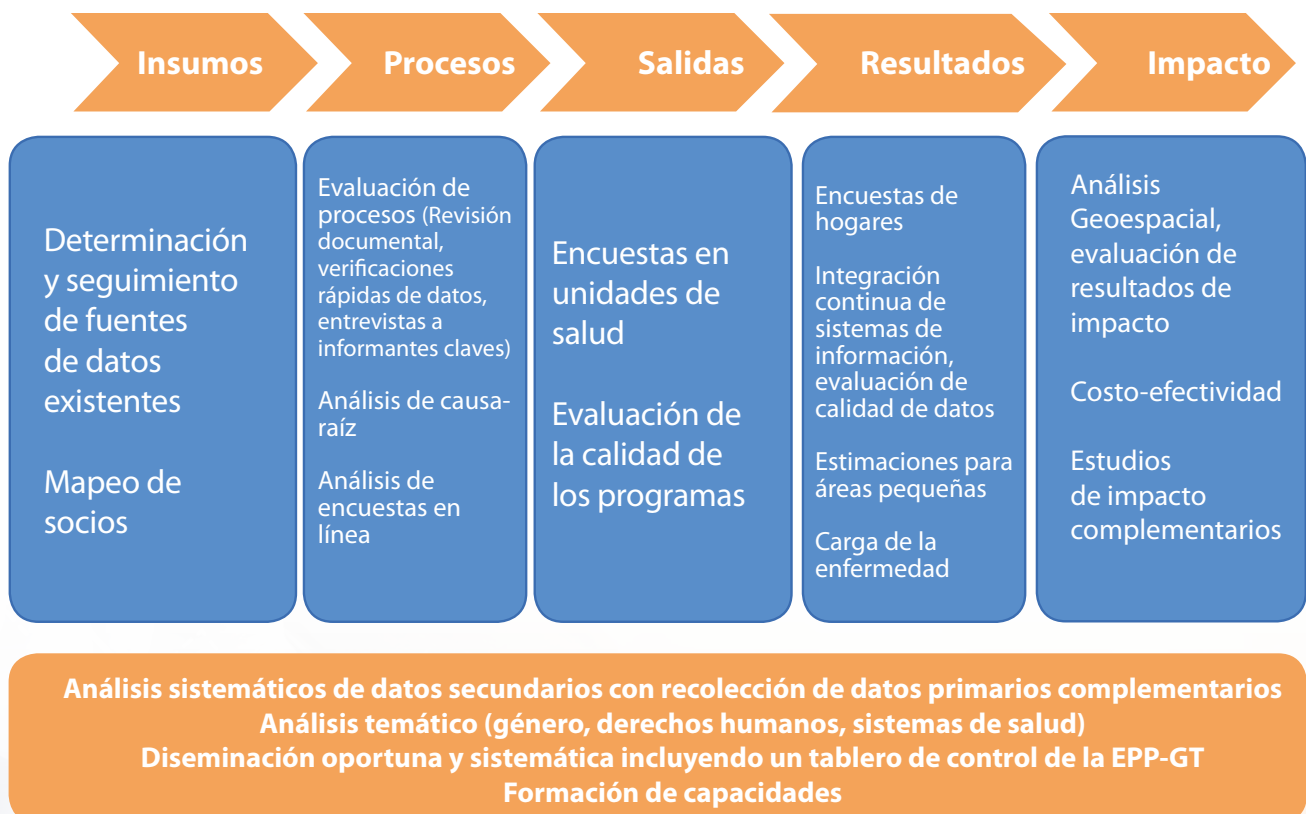 Insumos
Procesos
Salidas
Resultados
Impacto
Determinación
y seguimiento
de fuentes
de datos
existentes
Mapeo de
socios
Evaluación de
procesos (Revisión
documental,
verificaciones
rápidas de datos,
entrevistas a
informantes claves)
Análisis de causa-
raíz
Análisis de
encuestas en
línea
Encuestas en
unidades de
salud
Evaluación de
la calidad de
los programas
Encuestas de
hogares
Integración
continua de
sistemas de
información,
evaluación de
calidad de datos
Estimaciones para
áreas pequeñas
Carga de la
enfermedad
Análisis
Geoespacial,
evaluación de
resultados de
impacto
Costo-efectividad
Estudios
de impacto
complementarios
Análisis sistemáticos de datos secundarios con recolección de datos primarios complementarios
Análisis temático (género, derechos humanos, sistemas de salud)
Diseminación oportuna y sistemática incluyendo un tablero de control de la EPP-GT
Formación de capacidades